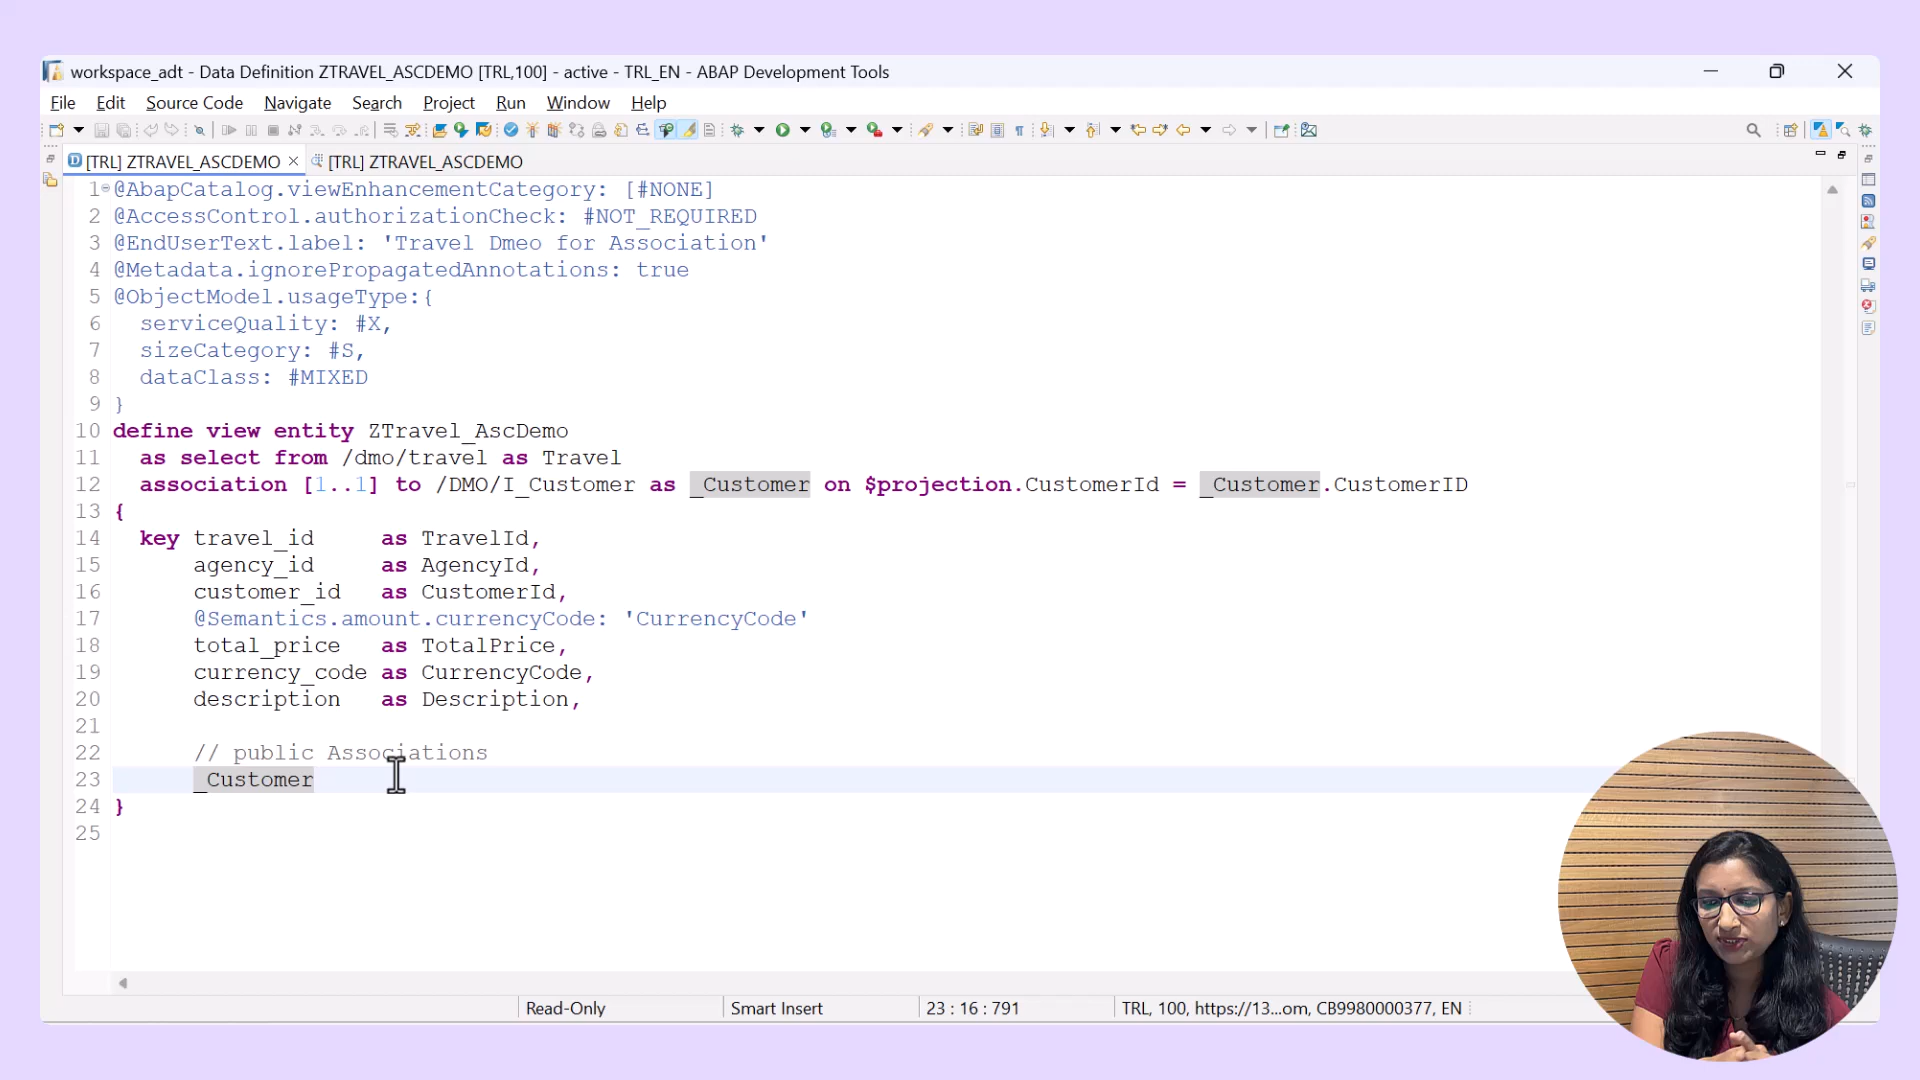 workspace_adt - Data Definition ZTRAVEL_ASCDEMO [TRL,100] - active - TRL_EN - ABAP Development Tools
File Edit Source Code Navigate Search Project Run Window Help
[TRL] ZTRAVEL_ASCDEMO [TRL] ZTRAVEL_ASCDEMO
1 @AbapCatalog.viewEnhancementCategory: [#NONE]
2 @AccessControl.authorizationCheck: #NOT_REQUIRED
3 @EndUserText.label: 'Travel Dmeo for Association'
4 @Metadata.ignorePropagatedAnnotations: true
5 @ObjectModel.usageType:{
6 serviceQuality: #X,
7 sizeCategory: #S,
8 dataClass: #MIXED
9 }
10 define view entity ZTravel_AscDemo
11 as select from /dmo/travel as Travel
12 association [1..1] to /DMO/I_Customer as _Customer on $projection.CustomerId = _Customer.CustomerID
13 {
14 key travel_id as TravelId,
15 agency_id as AgencyId,
16 customer_id as CustomerId,
17 @Semantics.amount.currencyCode: 'CurrencyCode'
18 total_price as TotalPrice,
19 currency_code as CurrencyCode,
20 description as Description,
21
22 // public Associations
23 _Customer
24 }
25
Read-Only Smart Insert 23 : 16 : 791 TRL, 100, https://13...om, CB9980000377, EN